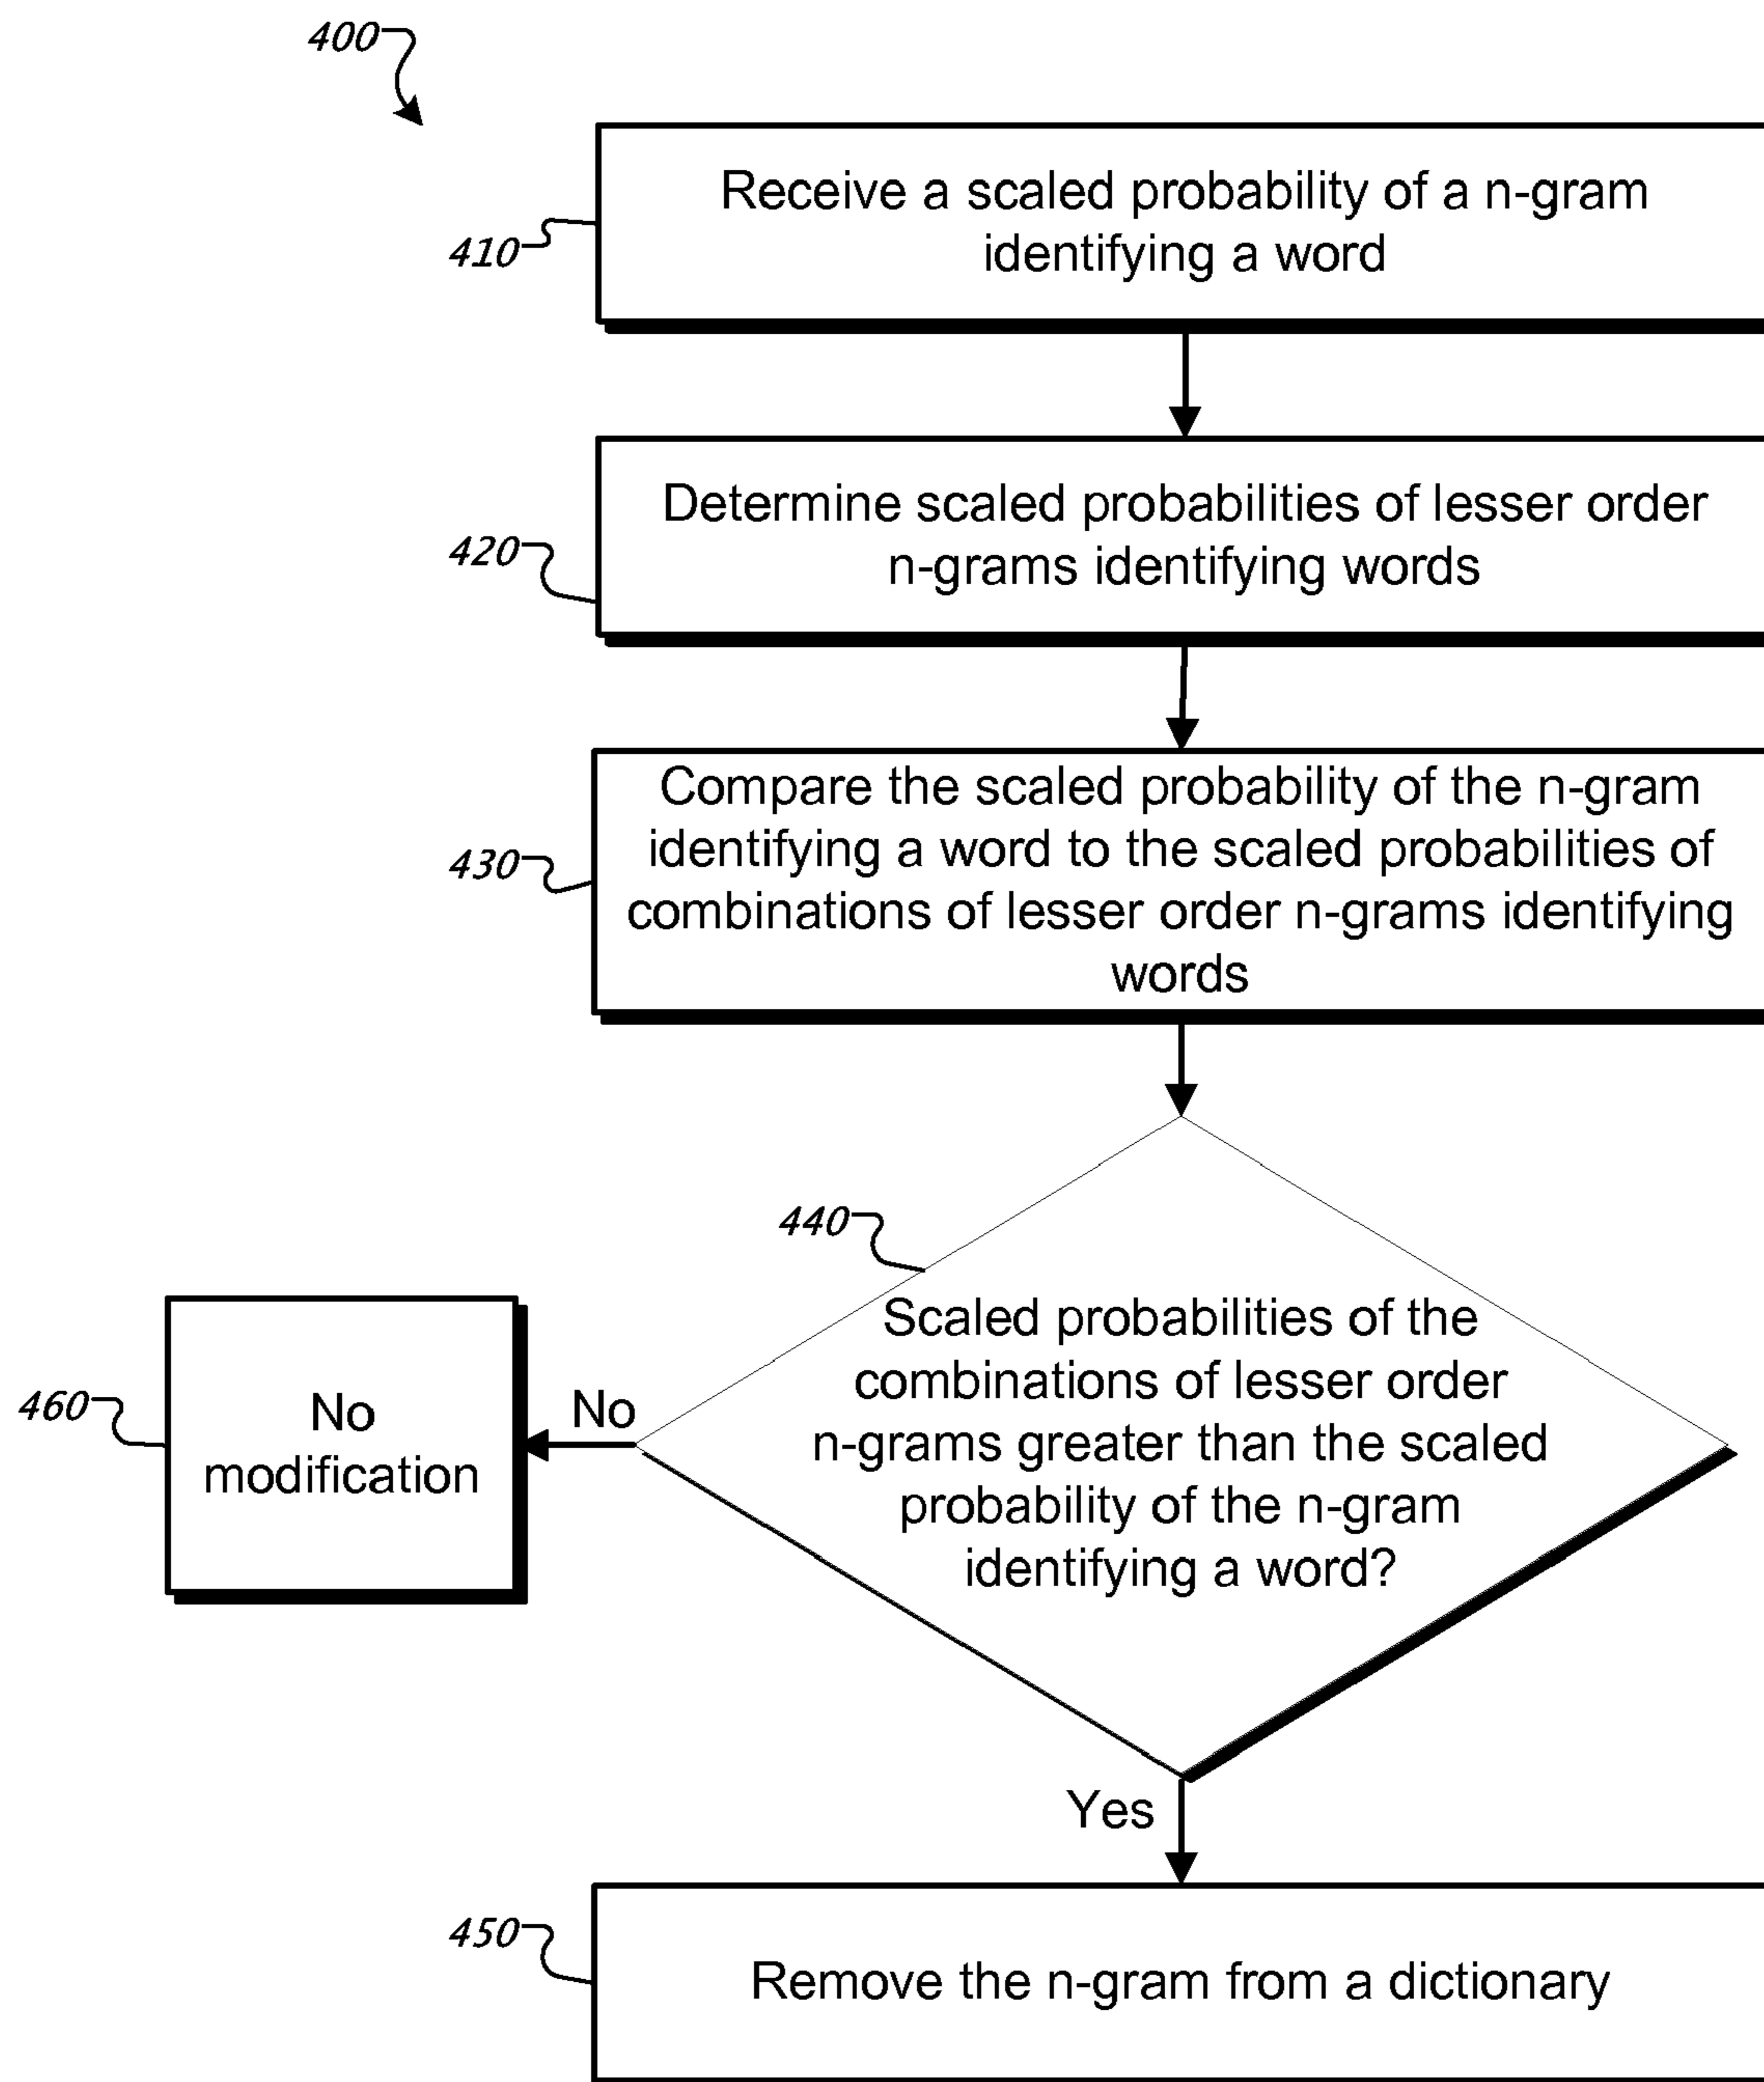 400
Receive a scaled probability of a n-gram
identifying a word
410
Determine scaled probabilities of lesser order
n-grams identifying words
420
Compare the scaled probability of the n-gram
identifying a word to the scaled probabilities of
combinations of lesser order n-grams identifying
words
430
440
Scaled probabilities of the
combinations of lesser order
n-grams greater than the scaled
probability of the n-gram
identifying a word?
No
460
No
modification
Yes
450
Remove the n-gram from a dictionary